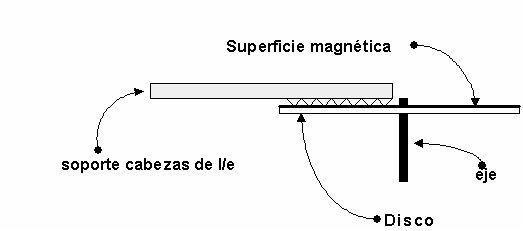 Superficie magnética
soporte cabezas de l/e
eje
Disco